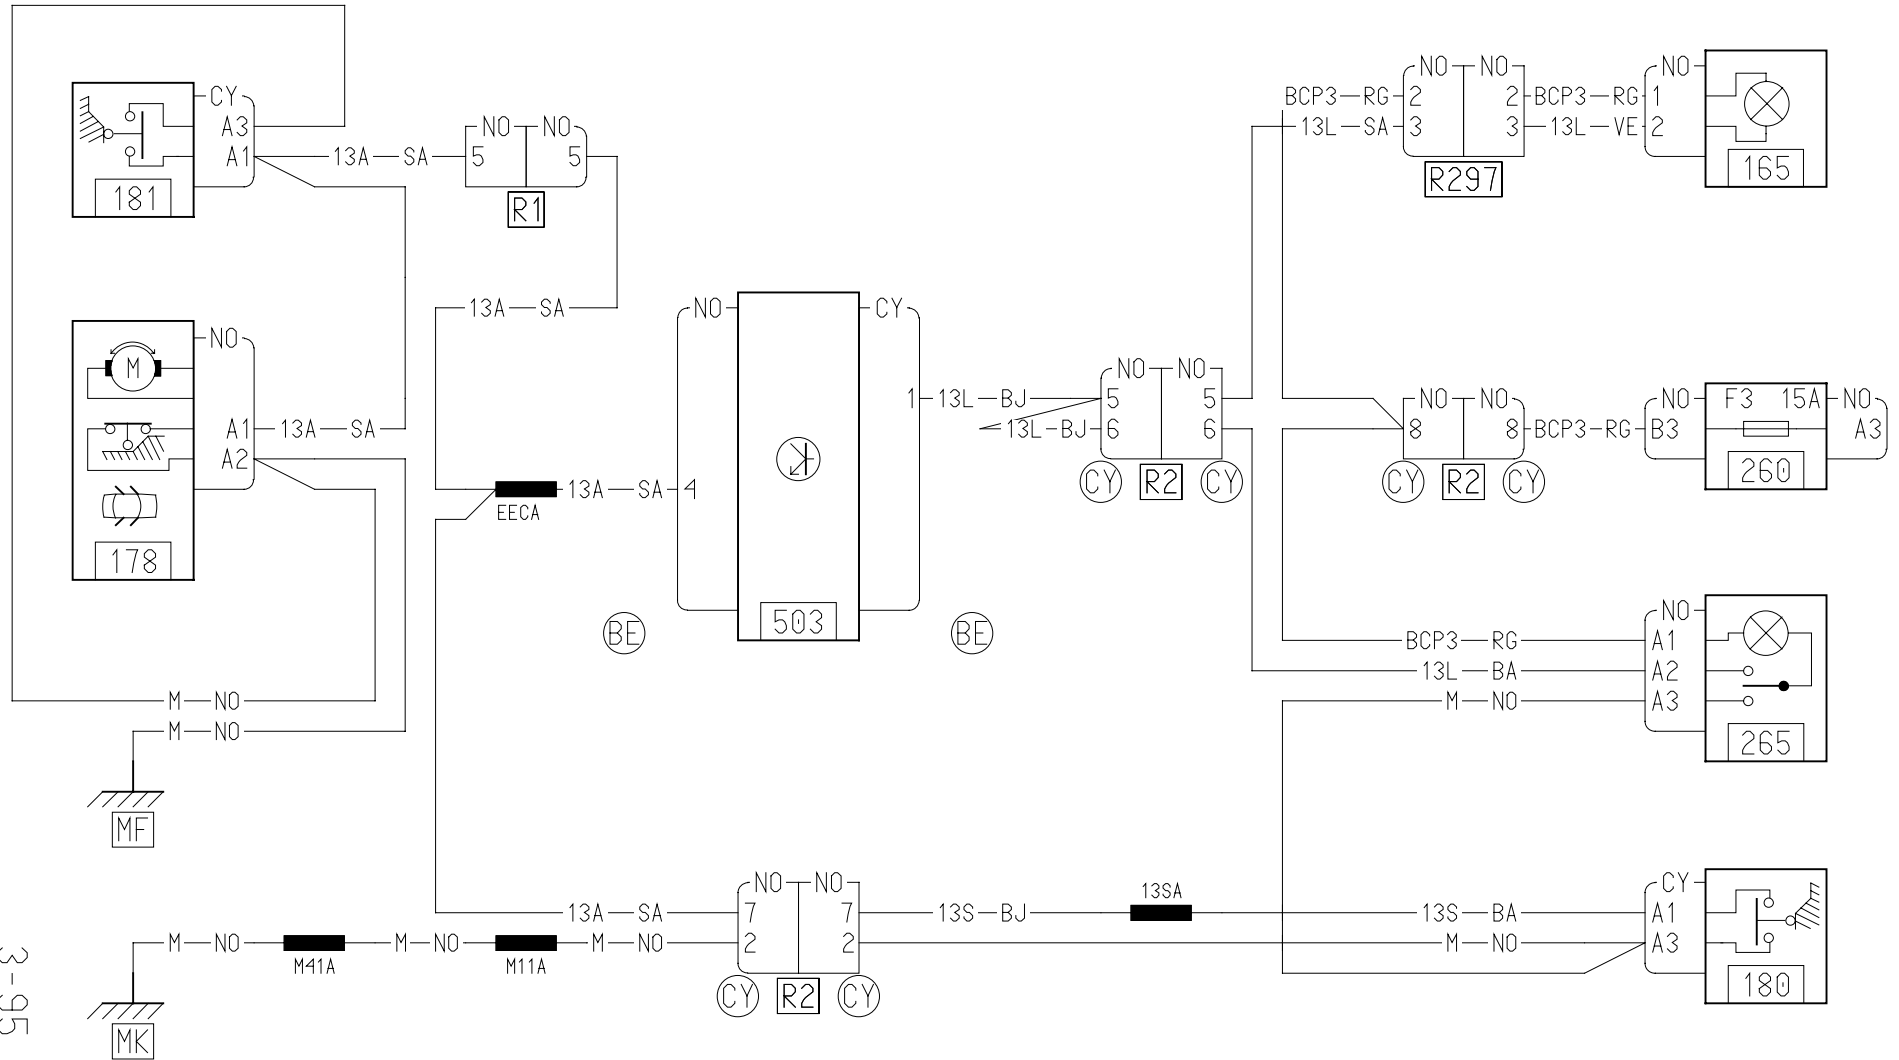 CY
A3
A1
13A SA
181
NO NO
5 5
R1
13A SA
NO
M
A1
13A SA
A2
178
M NO
M NO
MF
13A SA
EECA
BE
NO
4
503
CY
1
13L BJ
13L BJ
BE
NO NO
5 5
6 6
CY R2 CY
BCP3 RG
13L SA
NO NO
2 2
3 3
R297
BCP3 RG
13L VE
NO
1
2
165
NO NO
8 8
CY R2 CY
BCP3 RG
NO
B3
F3 15A
260
NO
A3
BCP3 RG
13L BA
M NO
NO
A1
A2
A3
265
13A SA
M NO
M41A
M NO
M11A
M NO
MK
NO NO
7 7
2 2
CY R2 CY
13S BJ
13SA
13S BA
M NO
CY
A1
A3
180
3-95